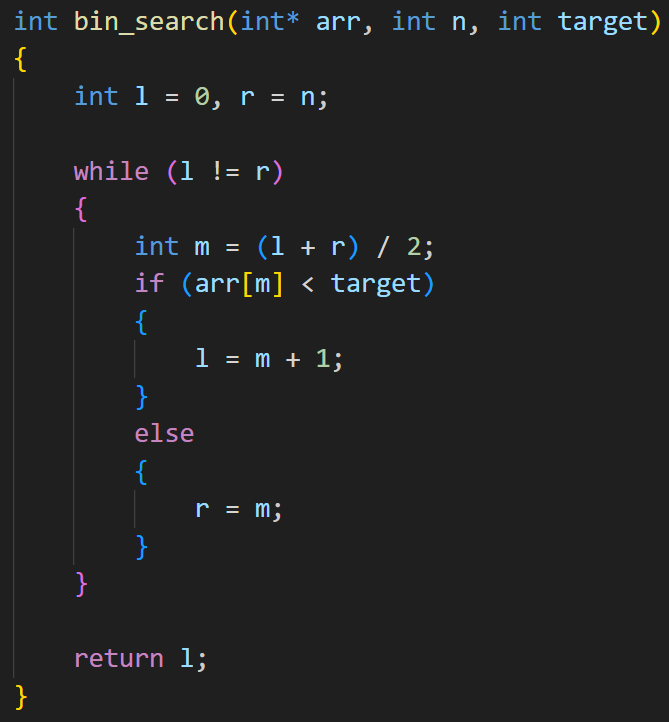 int bin_search(int* arr, int n, int target)
{
    int l = 0, r = n;

    while (l != r)
    {
        int m = (l + r) / 2;
        if (arr[m] < target)
        {
            l = m + 1;
        }
        else
        {
            r = m;
        }
    }

    return l;
}